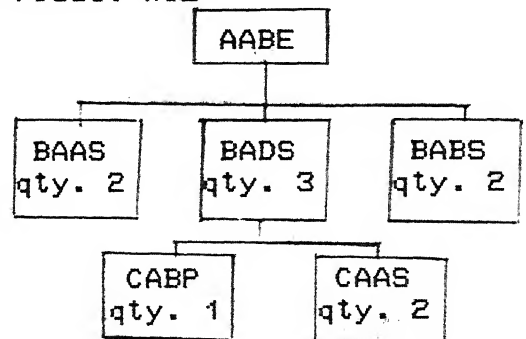 AABE
BAAS
qty. 2
BADS
qty. 3
BABS
qty. 2
CABP
qty. 1
CAAS
qty. 2